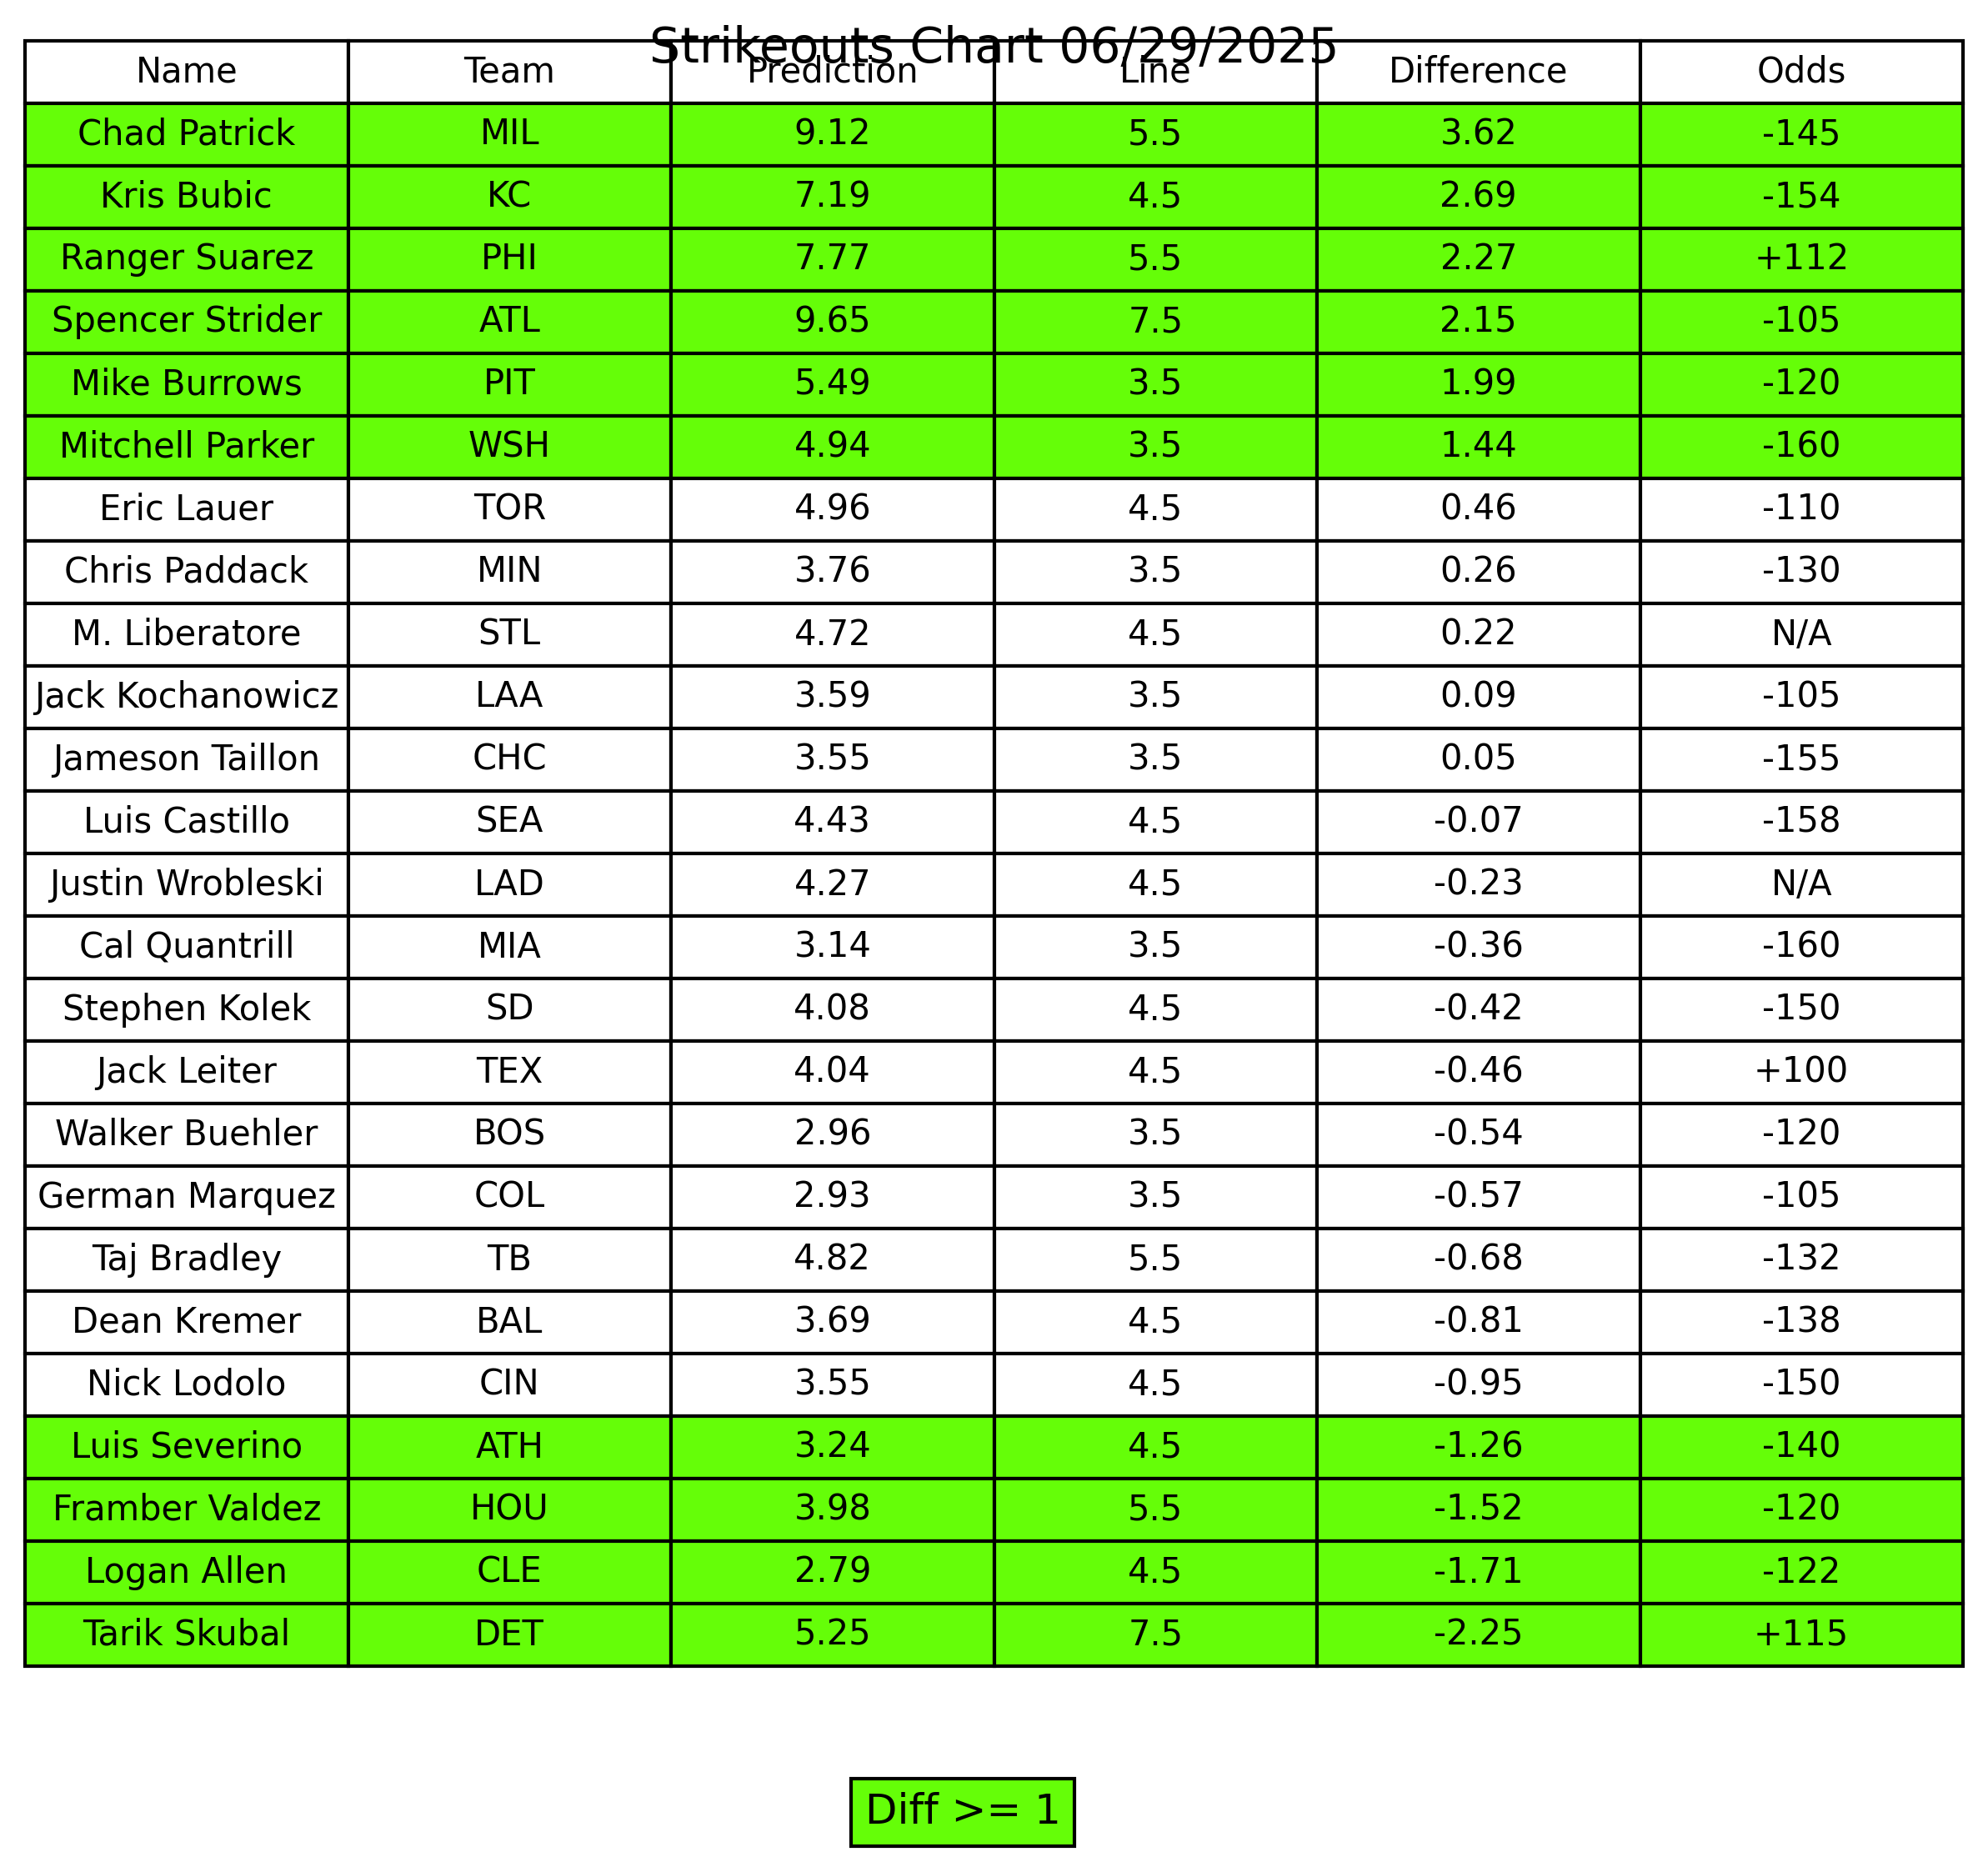 Strikeouts Chart 06/29/2025
Name Team Prediction Line Difference Odds
Chad Patrick MIL 9.12 5.5 3.62 -145
Kris Bubic KC 7.19 4.5 2.69 -154
Ranger Suarez PHI 7.77 5.5 2.27 +112
Spencer Strider ATL 9.65 7.5 2.15 -105
Mike Burrows PIT 5.49 3.5 1.99 -120
Mitchell Parker WSH 4.94 3.5 1.44 -160
Eric Lauer TOR 4.96 4.5 0.46 -110
Chris Paddack MIN 3.76 3.5 0.26 -130
M. Liberatore STL 4.72 4.5 0.22 N/A
Jack Kochanowicz LAA 3.59 3.5 0.09 -105
Jameson Taillon CHC 3.55 3.5 0.05 -155
Luis Castillo SEA 4.43 4.5 -0.07 -158
Justin Wrobleski LAD 4.27 4.5 -0.23 N/A
Cal Quantrill MIA 3.14 3.5 -0.36 -160
Stephen Kolek SD 4.08 4.5 -0.42 -150
Jack Leiter TEX 4.04 4.5 -0.46 +100
Walker Buehler BOS 2.96 3.5 -0.54 -120
German Marquez COL 2.93 3.5 -0.57 -105
Taj Bradley TB 4.82 5.5 -0.68 -132
Dean Kremer BAL 3.69 4.5 -0.81 -138
Nick Lodolo CIN 3.55 4.5 -0.95 -150
Luis Severino ATH 3.24 4.5 -1.26 -140
Framber Valdez HOU 3.98 5.5 -1.52 -120
Logan Allen CLE 2.79 4.5 -1.71 -122
Tarik Skubal DET 5.25 7.5 -2.25 +115
Diff >= 1